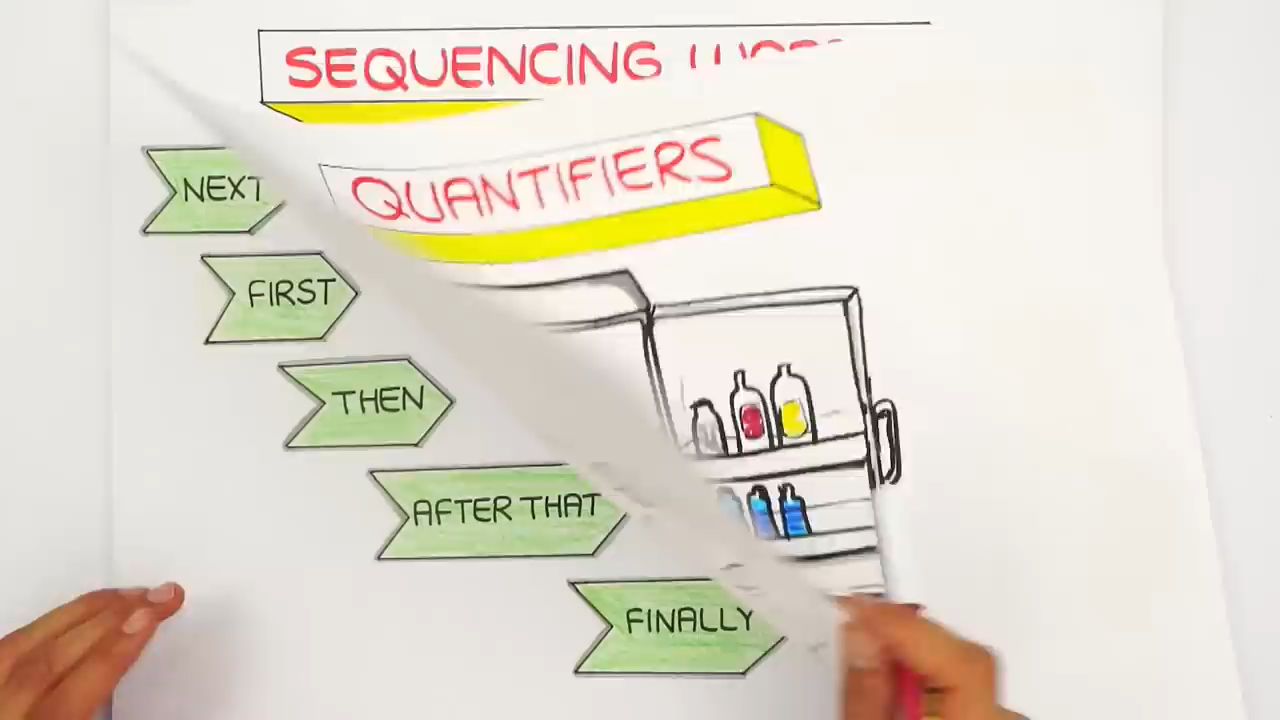 SEQUENCING
QUANTIFIERS
NEXT
FIRST
THEN
AFTER THAT
FINALLY